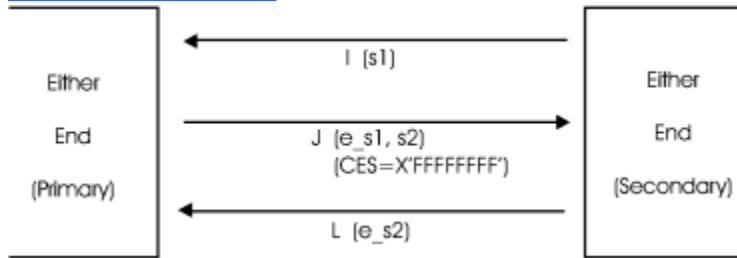 Either
End
(Primary)
I (s1)
J (e_s1, s2)
(CES=X'FFFFFFFF')
L (e_s2)
Either
End
(Secondary)